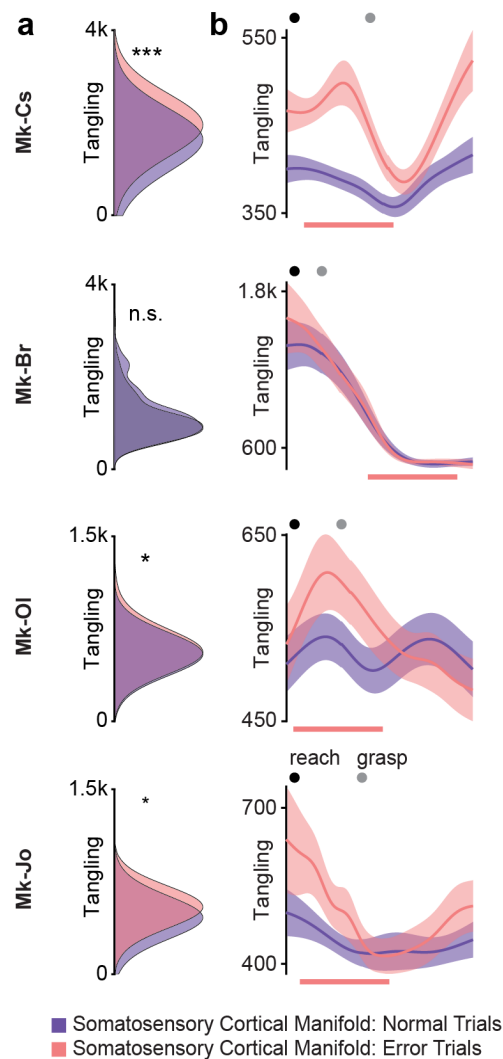 a
b
Mk-Cs
4k
***
Tangling
0
550
Tangling
350
Mk-Br
4k
n.s.
Tangling
0
1.8k
Tangling
600
Mk-Ol
1.5k
*
Tangling
0
650
Tangling
450
Mk-Jo
1.5k
*
Tangling
0
reach grasp
700
Tangling
400
Somatosensory Cortical Manifold: Normal Trials
Somatosensory Cortical Manifold: Error Trials